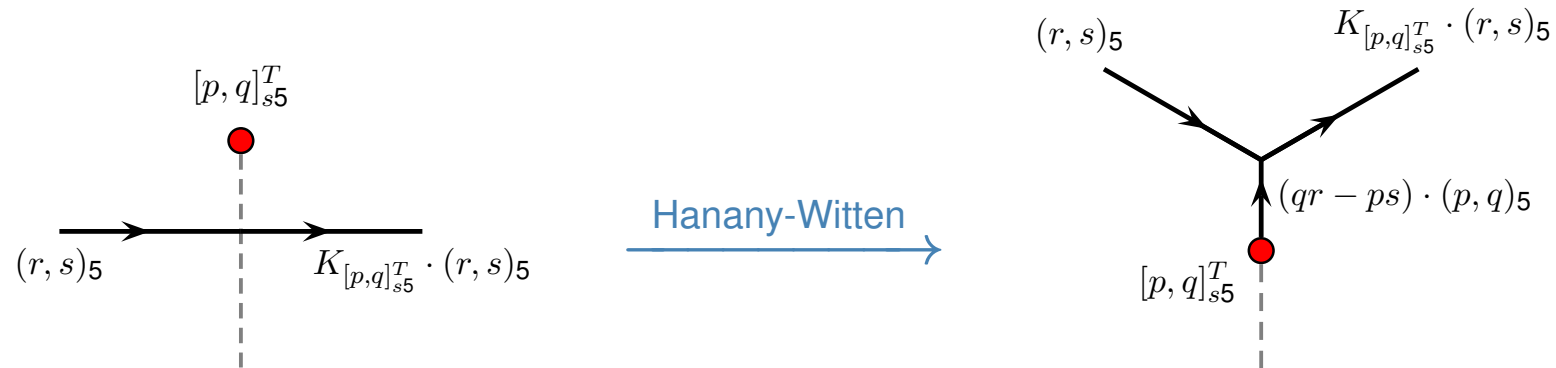 [p, q]^T_{s5}
(r, s)_5
K_{[p,q]^T_{s5}} · (r, s)_5
Hanany-Witten
(r, s)_5
K_{[p,q]^T_{s5}} · (r, s)_5
(qr − ps) · (p, q)_5
[p, q]^T_{s5}